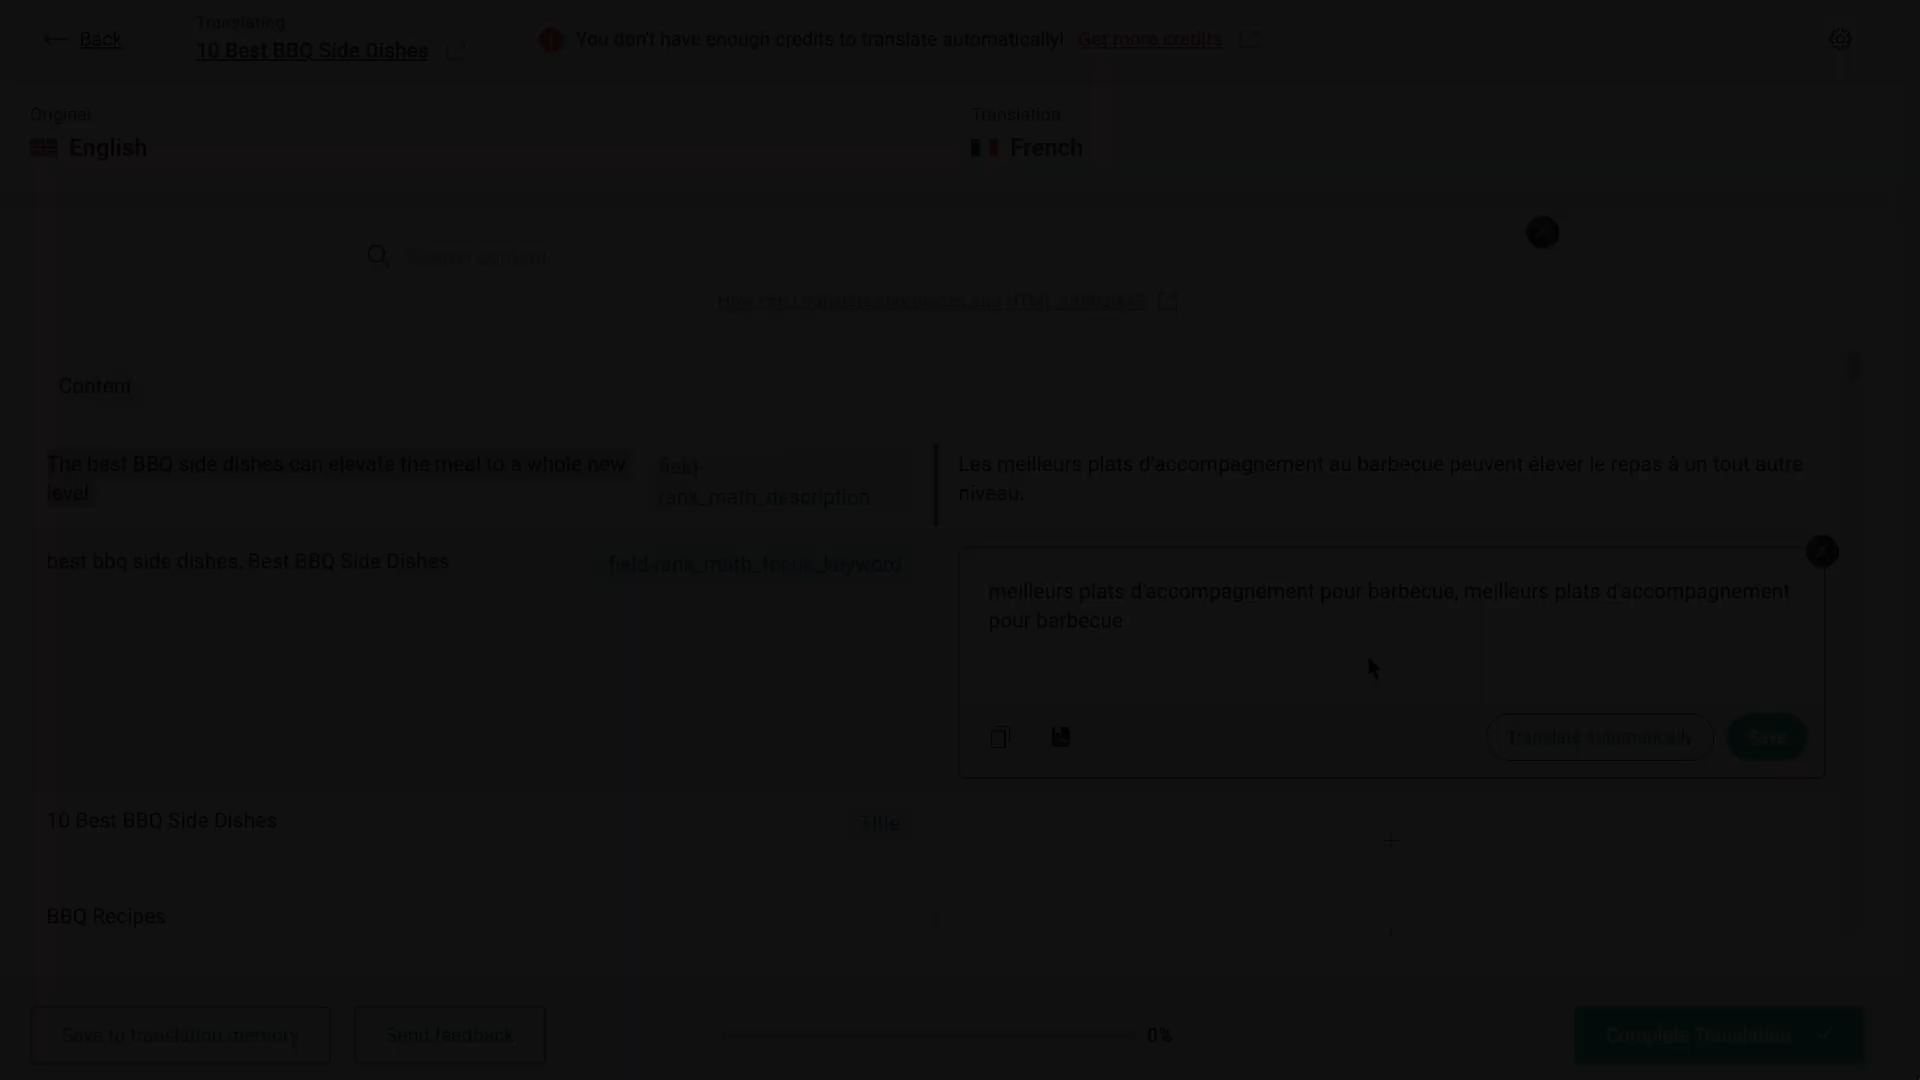 Back
Translating
10 Best BBQ Side Dishes
You don't have enough credits to translate automatically! Get more credits
Original
English
Translation
French
Search content
Content
The best BBQ side dishes can elevate the meal to a whole new
level.
field-
rank_math_description
Les meilleurs plats d'accompagnement au barbecue peuvent élever le repas à un tout autre
niveau.
best bbq side dishes, Best BBQ Side Dishes
field-rank_math_focus_keyword
meilleurs plats d'accompagnement pour barbecue, meilleurs plats d'accompagnement
pour barbecue
Translate automatically
Save
10 Best BBQ Side Dishes
Title
BBQ Recipes
Save to translation memory
Send feedback
0%
Complete Translation